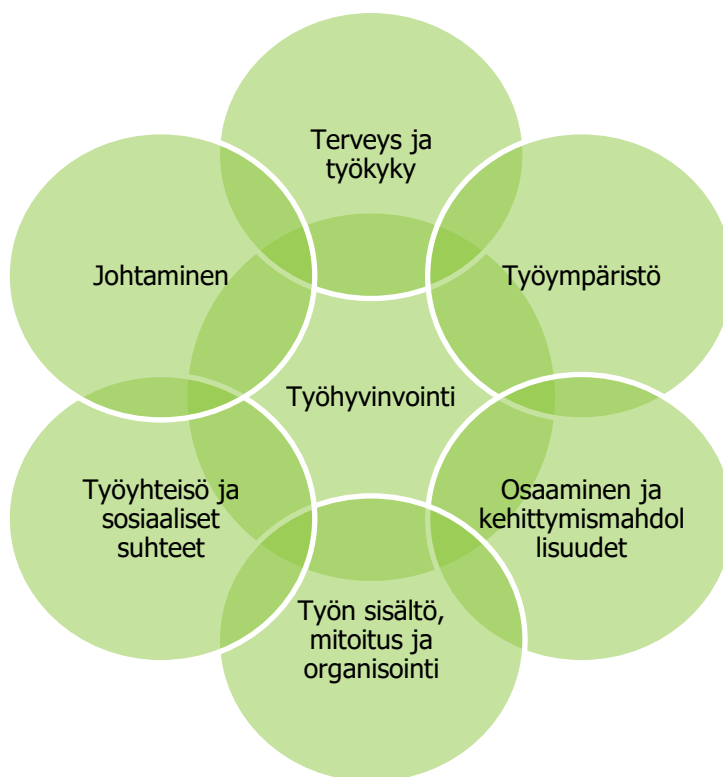 Terveys ja
työkyky
Johtaminen
Työympäristö
Työhyvinvointi
Työyhteisö ja
sosiaaliset
suhteet
Osaaminen ja
kehittymismahdol
lisuudet
Työn sisältö,
mitoitus ja
organisointi